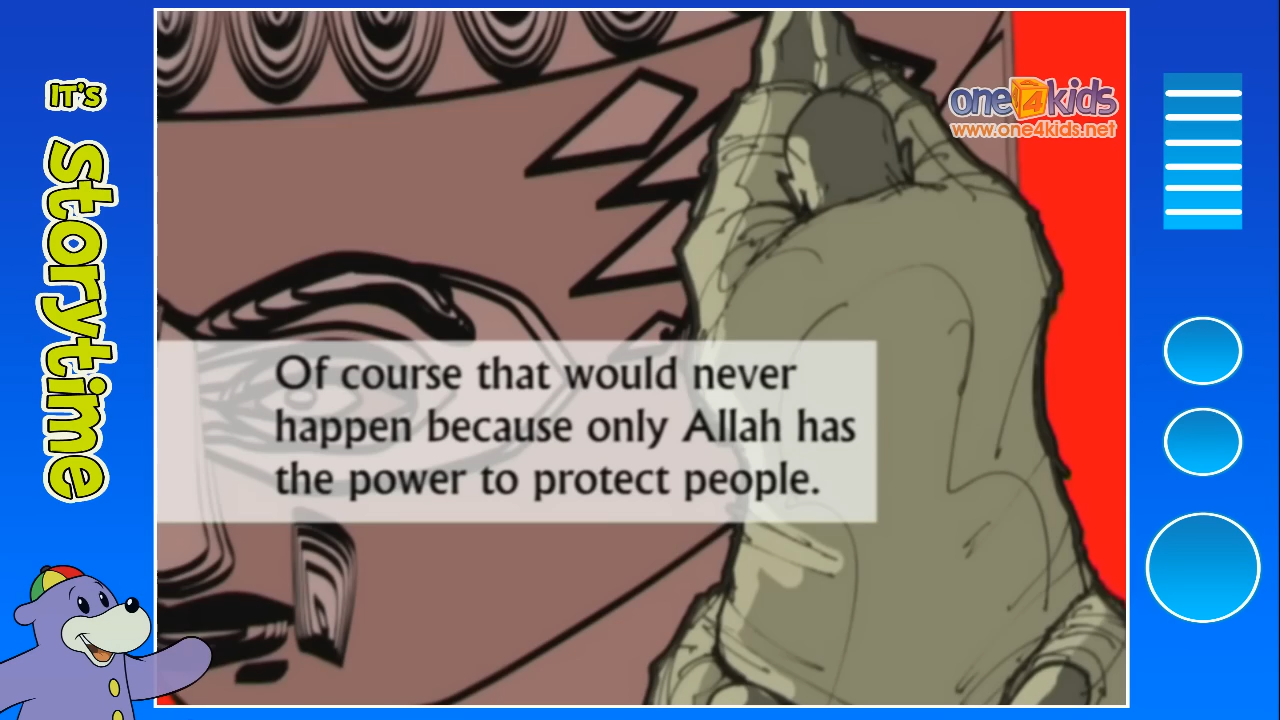 IT's
Storytime
one4kids
www.one4kids.net
Of course that would never
happen because only Allah has
the power to protect people.